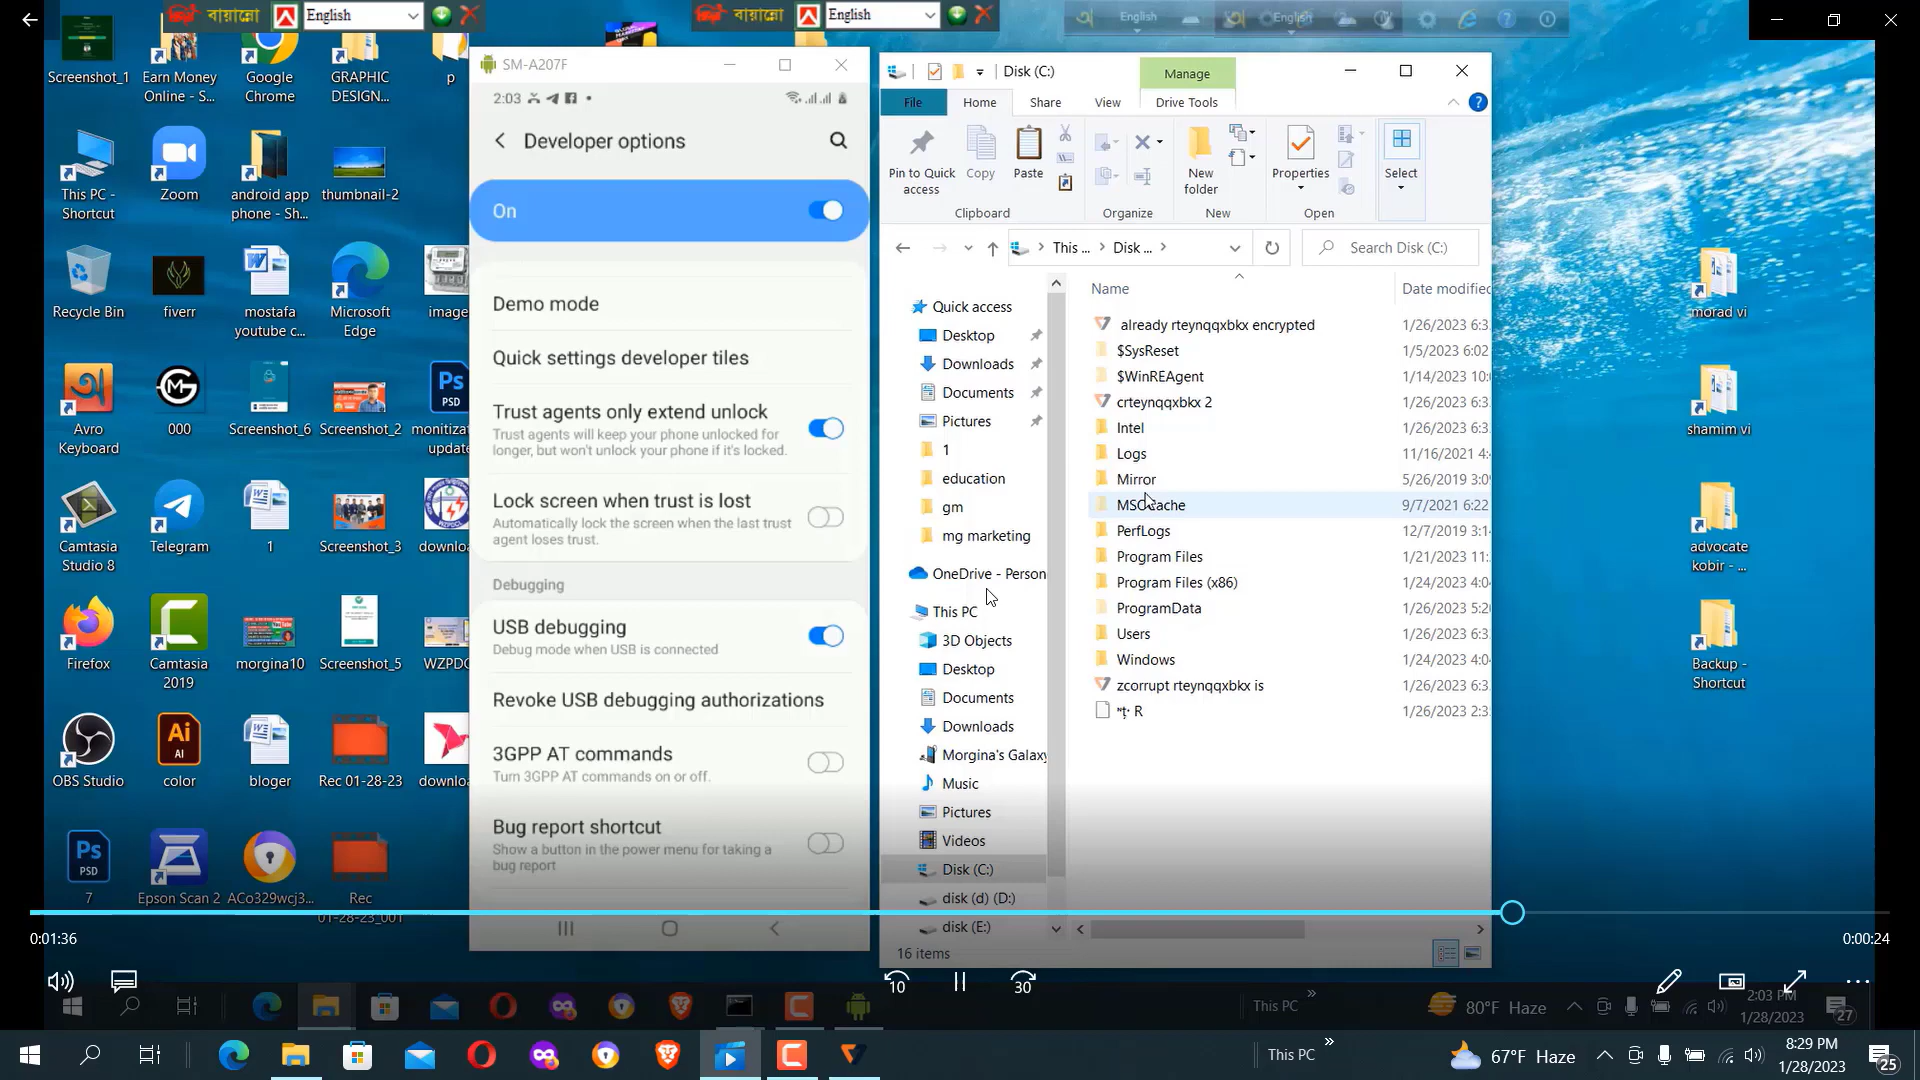 বায়ান্নো English
বায়ান্নো English
English
English
Screenshot_1
Earn Money
Online - S...
Google
Chrome
GRAPHIC
DESIGN...
p
This PC -
Shortcut
Zoom
android app
phone - Sh...
thumbnail-2
Recycle Bin
fiverr
mostafa
youtube c...
Microsoft
Edge
image
Avro
Keyboard
000
Screenshot_6
Screenshot_2
monitizat
update
Camtasia
Studio 8
Telegram
1
Screenshot_3
downloa
Firefox
Camtasia
2019
morgina10
Screenshot_5
WZPDC
OBS Studio
color
bloger
Rec 01-28-23
downloa
7
Epson Scan 2
ACo329wcj3...
Rec
01-28-23_001
SM-A207F
2:03
Developer options
On
Demo mode
Quick settings developer tiles
Trust agents only extend unlock
Trust agents will keep your phone unlocked for
longer, but won't unlock your phone if it's locked.
Lock screen when trust is lost
Automatically lock the screen when the last trust
agent loses trust.
Debugging
USB debugging
Debug mode when USB is connected
Revoke USB debugging authorizations
3GPP AT commands
Turn 3GPP AT commands on or off.
Bug report shortcut
Show a button in the power menu for taking a
bug report
Disk (C:)
Manage
File Home Share View Drive Tools
Pin to Quick
access
Copy
Paste
New
folder
Properties
Select
Clipboard Organize New Open
This ... Disk ... Search Disk (C:)
Quick access
Desktop
Downloads
Documents
Pictures
1
education
gm
mg marketing
OneDrive - Person
This PC
3D Objects
Desktop
Documents
Downloads
Morgina's Galaxy
Music
Pictures
Videos
Disk (C:)
disk (d) (D:)
disk (E:)
Name Date modified
already rteynqqxbkx encrypted 1/26/2023 6:3
$SysReset 1/5/2023 6:02
$WinREAgent 1/14/2023 10:
crteynqqxbkx 2 1/26/2023 6:3
Intel 1/26/2023 6:3
Logs 11/16/2021 4:
Mirror 5/26/2019 3:0
MSOCache 9/7/2021 6:22
PerfLogs 12/7/2019 3:1
Program Files 1/21/2023 11:
Program Files (x86) 1/24/2023 4:0
ProgramData 1/26/2023 5:2
Users 1/26/2023 6:3
Windows 1/24/2023 4:0
zcorrupt rteynqqxbkx is 1/26/2023 6:3
R 1/26/2023 2:3
16 items
morad vi
shamim vi
advocate
kobir - ...
Backup -
Shortcut
0:01:36
0:00:24
10
30
This PC
80°F Haze
2:03 PM
1/28/2023
27
This PC
67°F Haze
8:29 PM
1/28/2023
25